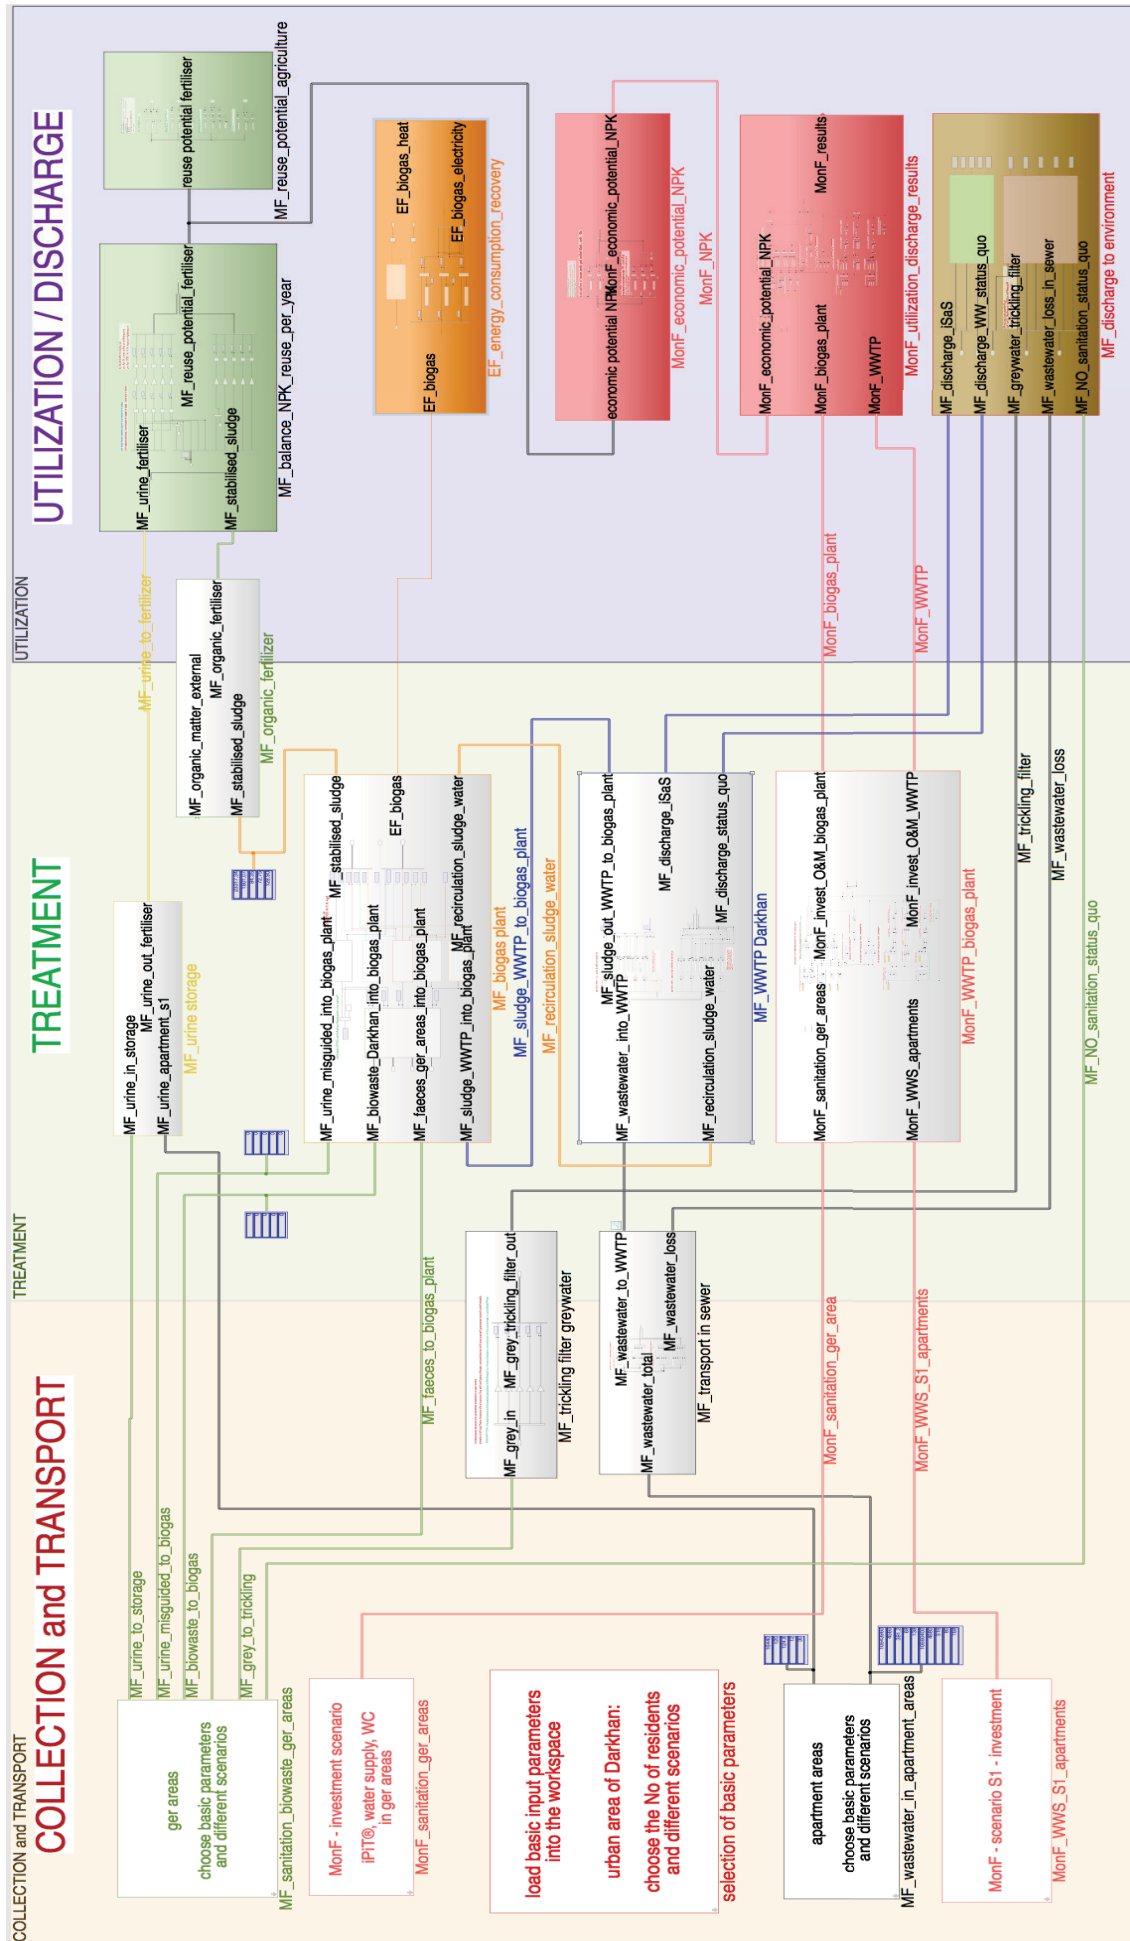 COLLECTION and TRANSPORT
COLLECTION and TRANSPORT
ger areas
choose basic parameters
and different scenarios
MF_sanitation_biowaste_ger_areas
MF_urine_to_storage
MF_urine_misguided_to_biogas
MF_biowaste_to_biogas
MF_grey_to_trickling
MonF - investment scenario
iPiT®, water supply, WC
in ger areas
MonF_sanitation_ger_areas
load basic input parameters
into the workspace
urban area of Darkhan:
choose the No of residents
and different scenarios
selection of basic parameters
apartment areas
choose basic parameters
and different scenarios
MF_wastewater_in_apartment_areas
MonF - scenario S1 - investment
MonF_WWS_S1_apartments
MF_faeces_to_biogas_plant
MF_grey_in
MF_grey_trickling_filter_out
MF_trickling filter greywater
MF_wastewater_total
MF_wastewater_to_WWTP
MF_wastewater_loss
MF_transport in sewer
MonF_sanitation_ger_area
MonF_WWS_S1_apartments
TREATMENT
TREATMENT
MF_urine_in_storage
MF_urine_out_fertiliser
MF_urine_apartment_s1
MF_urine storage
MF_organic_matter_external
MF_organic_fertiliser
MF_stabilised_sludge
MF_organic_fertilizer
MF_urine_misguided_into_biogas_plant
MF_stabilised_sludge
MF_biowaste_Darkhan_into_biogas_plant
EF_biogas
MF_faeces_ger_areas_into_biogas_plant
MF_recirculation_sludge_water
MF_sludge_WWTP_into_biogas_plant
MF_biogas plant
MF_sludge_WWTP_to_biogas_plant
MF_recirculation_sludge_water
MF_wastewater_ into_WWTP
MF_sludge_out_WWTP_to_biogas_plant
MF_discharge_iSaS
MF_recirculation_sludge_water
MF_discharge_status_quo
MF_WWTP Darkhan
MonF_sanitation_ger_areas
MonF_invest_O&M_biogas_plant
MonF_WWS_apartments
MonF_invest_O&M_WWTP
MonF_WWTP_biogas_plant
MF_trickling_filter
MF_wastewater_loss
MF_NO_sanitation_status_quo
UTILIZATION
UTILIZATION / DISCHARGE
MF_urine_to_fertilizer
MF_urine_fertiliser
MF_reuse_potential_fertiliser
MF_stabilised_sludge
MF_balance_NPK_reuse_per_year
reuse potential fertiliser
MF_reuse_potential_agriculture
EF_biogas
EF_biogas_heat
EF_biogas_electricity
EF_energy_consumption_recovery
economic potential NPK
MonF_economic_potential_NPK
MonF_economic_potential_NPK
MonF_NPK
MonF_economic_potential_NPK
MonF_biogas_plant
MonF_results
MonF_WWTP
MonF_utilization_discharge_results
MonF_biogas_plant
MonF_WWTP
MF_discharge_iSaS
MF_discharge_WW_status_quo
MF_greywater_trickling_filter
MF_wastewater_loss_in_sewer
MF_NO_sanitation_status_quo
MF_discharge to environment